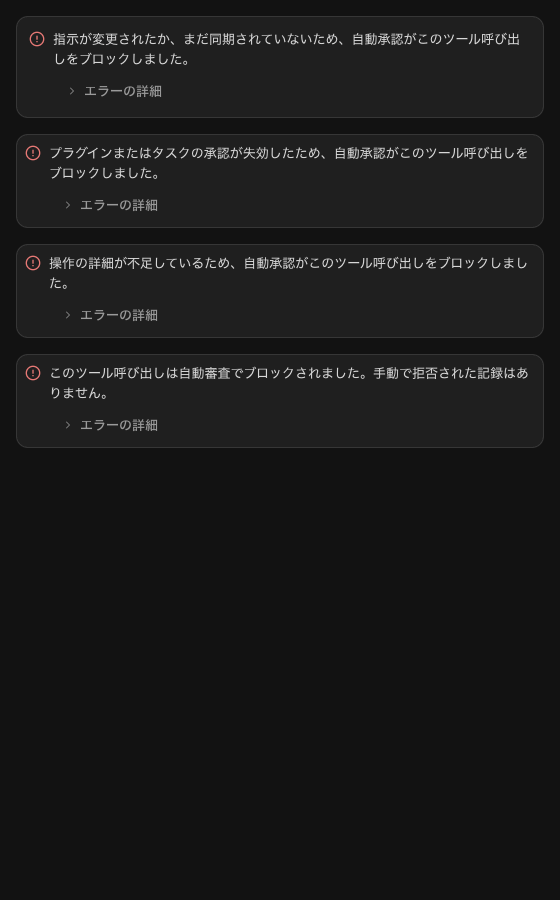 指示が変更されたか、まだ同期されていないため、自動承認がこのツール呼び出
しをブロックしました。
エラーの詳細
プラグインまたはタスクの承認が失効したため、自動承認がこのツール呼び出しを
ブロックしました。
エラーの詳細
操作の詳細が不足しているため、自動承認がこのツール呼び出しをブロックしまし
た。
エラーの詳細
このツール呼び出しは自動審査でブロックされました。手動で拒否された記録はあ
りません。
エラーの詳細